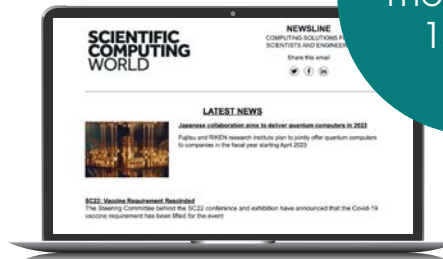 SCIENTIFIC
COMPUTING
WORLD
NEWSLINE
COMPUTING SOLUTIONS
SCIENTISTS AND ENGINEER
Share this email
LATEST NEWS
Japanese collaboration aims to deliver quantum computers in 2023
Fujitsu and RIKEN research institute plan to jointly offer quantum computers
to companies in the fiscal year starting April 2023
SC22: Vaccine Requirement Rescinded
The Steering Committee behind the SC22 conference and exhibition have announced that the Covid-19
vaccine requirement has been lifted for the event
1